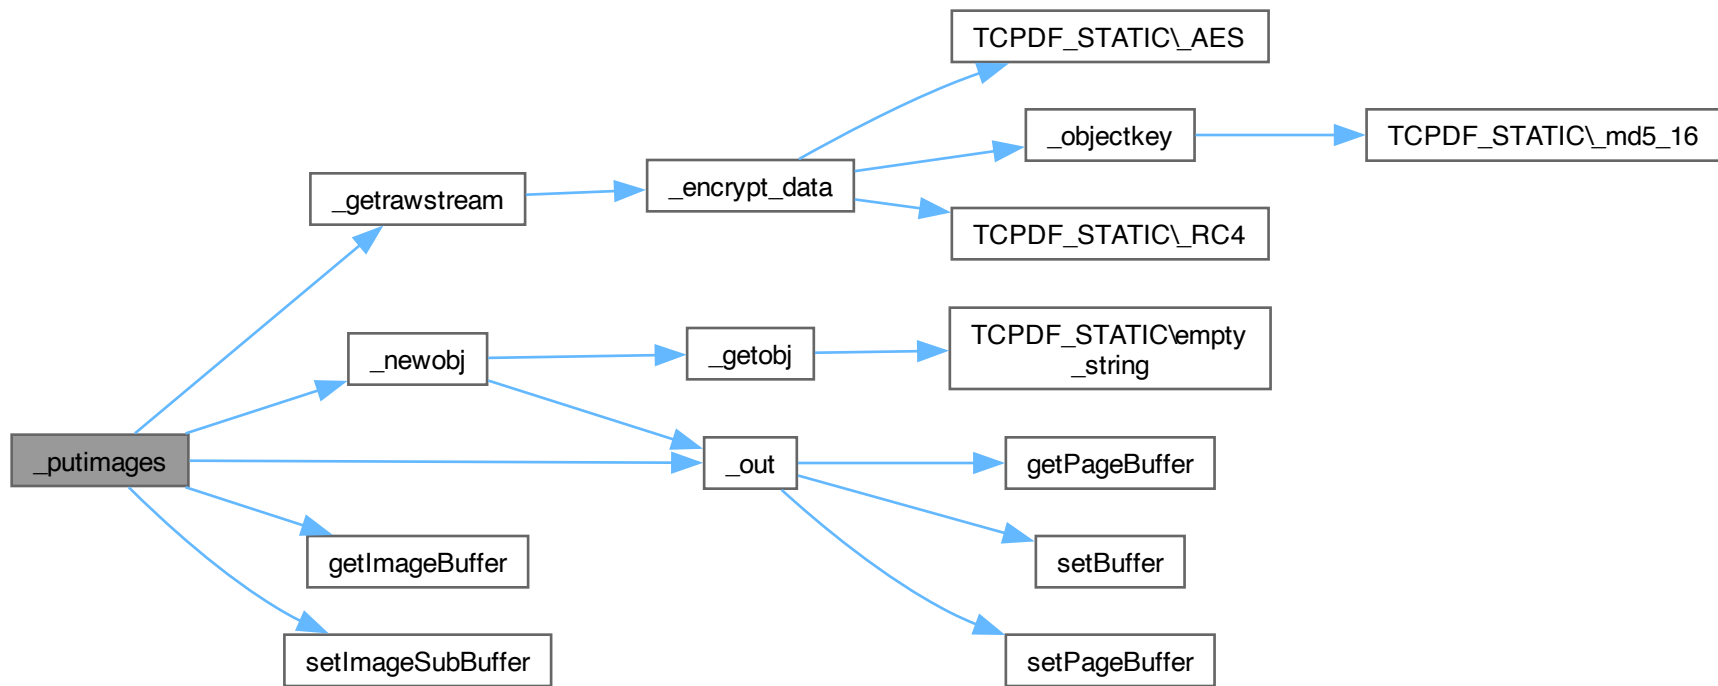 TCPDF_STATIC\_AES
_objectkey
TCPDF_STATIC\_md5_16
_getrawstream
_encrypt_data
TCPDF_STATIC\_RC4
_newobj
_getobj
TCPDF_STATIC\empty
_string
_putimages
_out
getPageBuffer
getImageBuffer
setBuffer
setImageSubBuffer
setPageBuffer